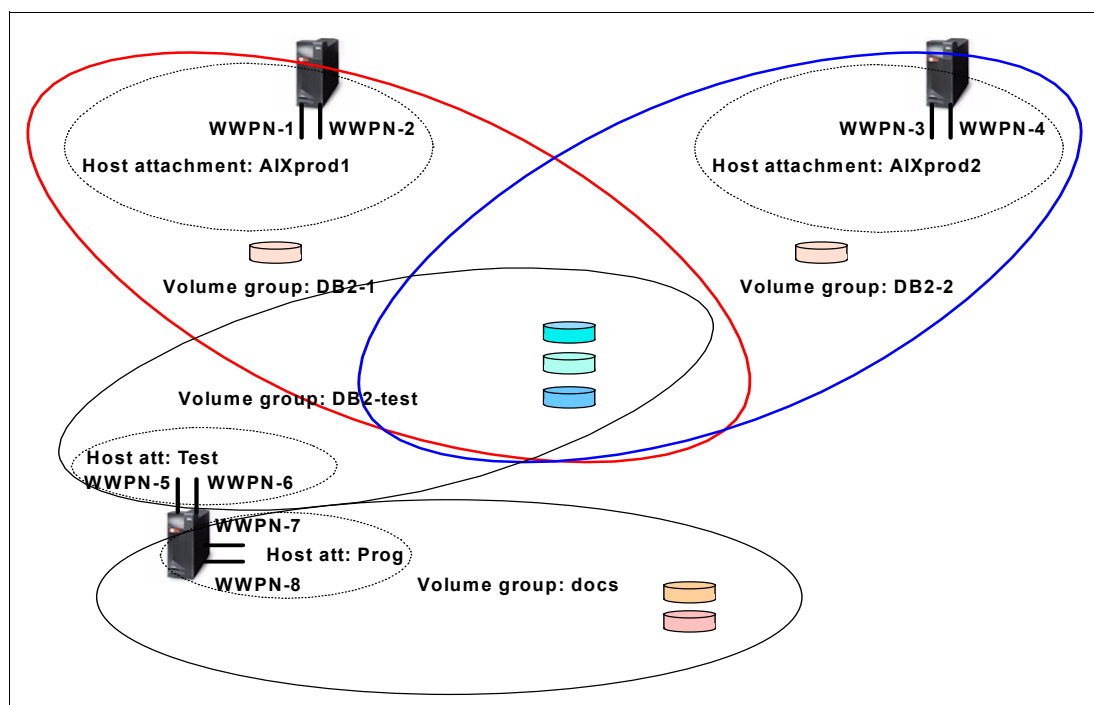 WWPN-1 WWPN-2
WWPN-3 WWPN-4
Host attachment: AIXprod1
Host attachment: AIXprod2
Volume group: DB2-1
Volume group: DB2-2
Volume group: DB2-test
Host att: Test
WWPN-5 WWPN-6
WWPN-7
Host att: Prog
WWPN-8
Volume group: docs